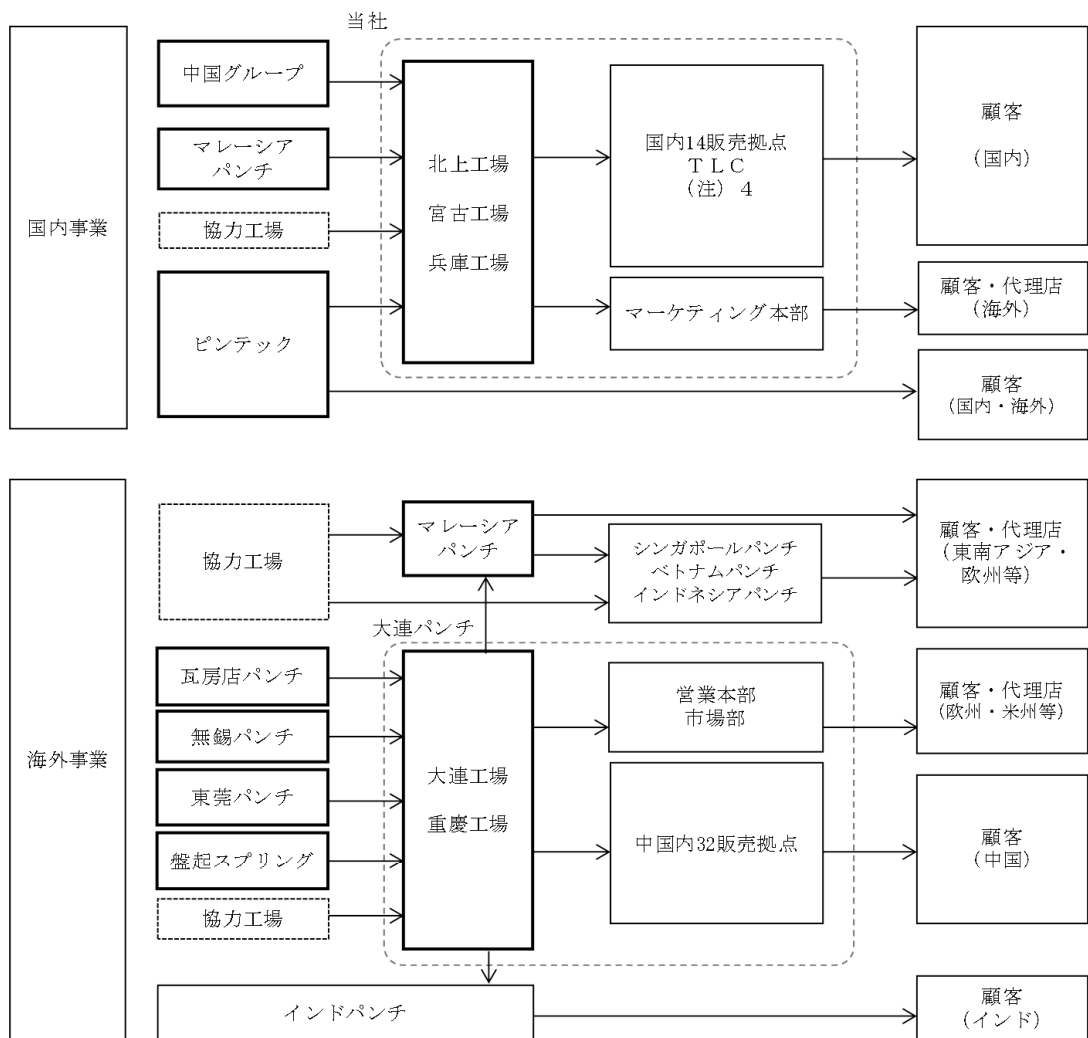 当社
国内事業
中国グループ
マレーシア
パンチ
協力工場
ピンテック
北上工場
宮古工場
兵庫工場
国内14販売拠点
ＴＬＣ
（注）４
マーケティング本部
顧客
（国内）
顧客・代理店
（海外）
顧客
（国内・海外）
海外事業
協力工場
マレーシア
パンチ
シンガポールパンチ
ベトナムパンチ
インドネシアパンチ
顧客・代理店
（東南アジア・
欧州等）
大連パンチ
瓦房店パンチ
無錫パンチ
東莞パンチ
盤起スプリング
協力工場
大連工場
重慶工場
営業本部
市場部
中国内32販売拠点
顧客・代理店
（欧州・米州等）
顧客
（中国）
インドパンチ
顧客
（インド）